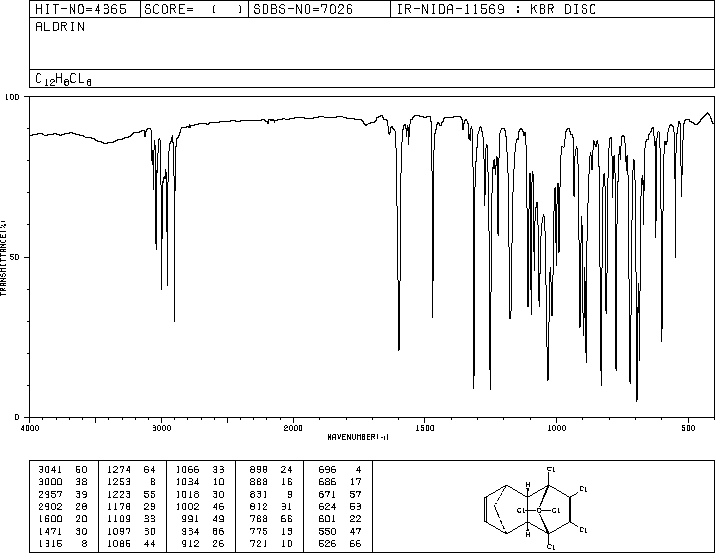 HIT-NO=4365 SCORE= ( ) SDBS-NO=7026 IR-NIDA-11569 : KBR DISC
ALDRIN
C12H8CL6
100
50
0
TRANSMITTANCE(%)
4000 3000 2000 1500 1000 500
WAVENUMBER(-1)
3041 50 1274 64 1066 33 898 24 696 4
3000 38 1253 8 1034 10 888 16 686 17
2957 39 1223 55 1018 30 831 9 671 57
2902 28 1178 29 1002 46 812 31 624 53
1600 20 1109 33 991 49 788 66 601 22
1471 30 1097 30 934 66 775 13 550 47
1315 8 1085 44 912 26 721 10 526 66
Cl
H
Cl
Cl C Cl
Cl
H
Cl